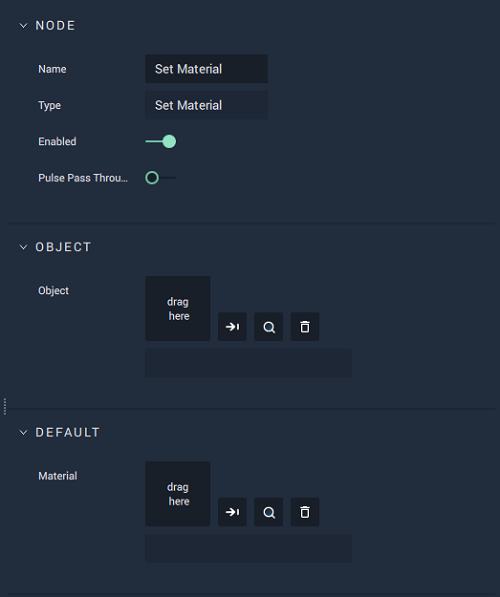 NODE
Name
Set Material
Type
Set Material
Enabled
Pulse Pass Throu...
OBJECT
Object
drag
here
DEFAULT
Material
drag
here